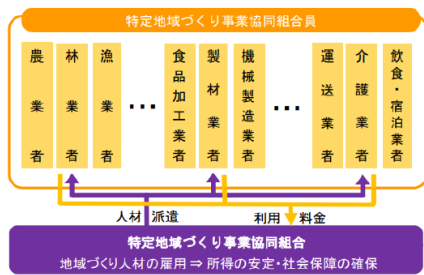 特定地域づくり事業協同組合員
農業者
林業者
漁業者
…
食品加工業者
製材業者
機械製造業者
…
運送業者
介護業者
飲食・宿泊業者
人材 派遣
利用 料金
特定地域づくり事業協同組合
地域づくり人材の雇用 ⇒ 所得の安定・社会保障の確保